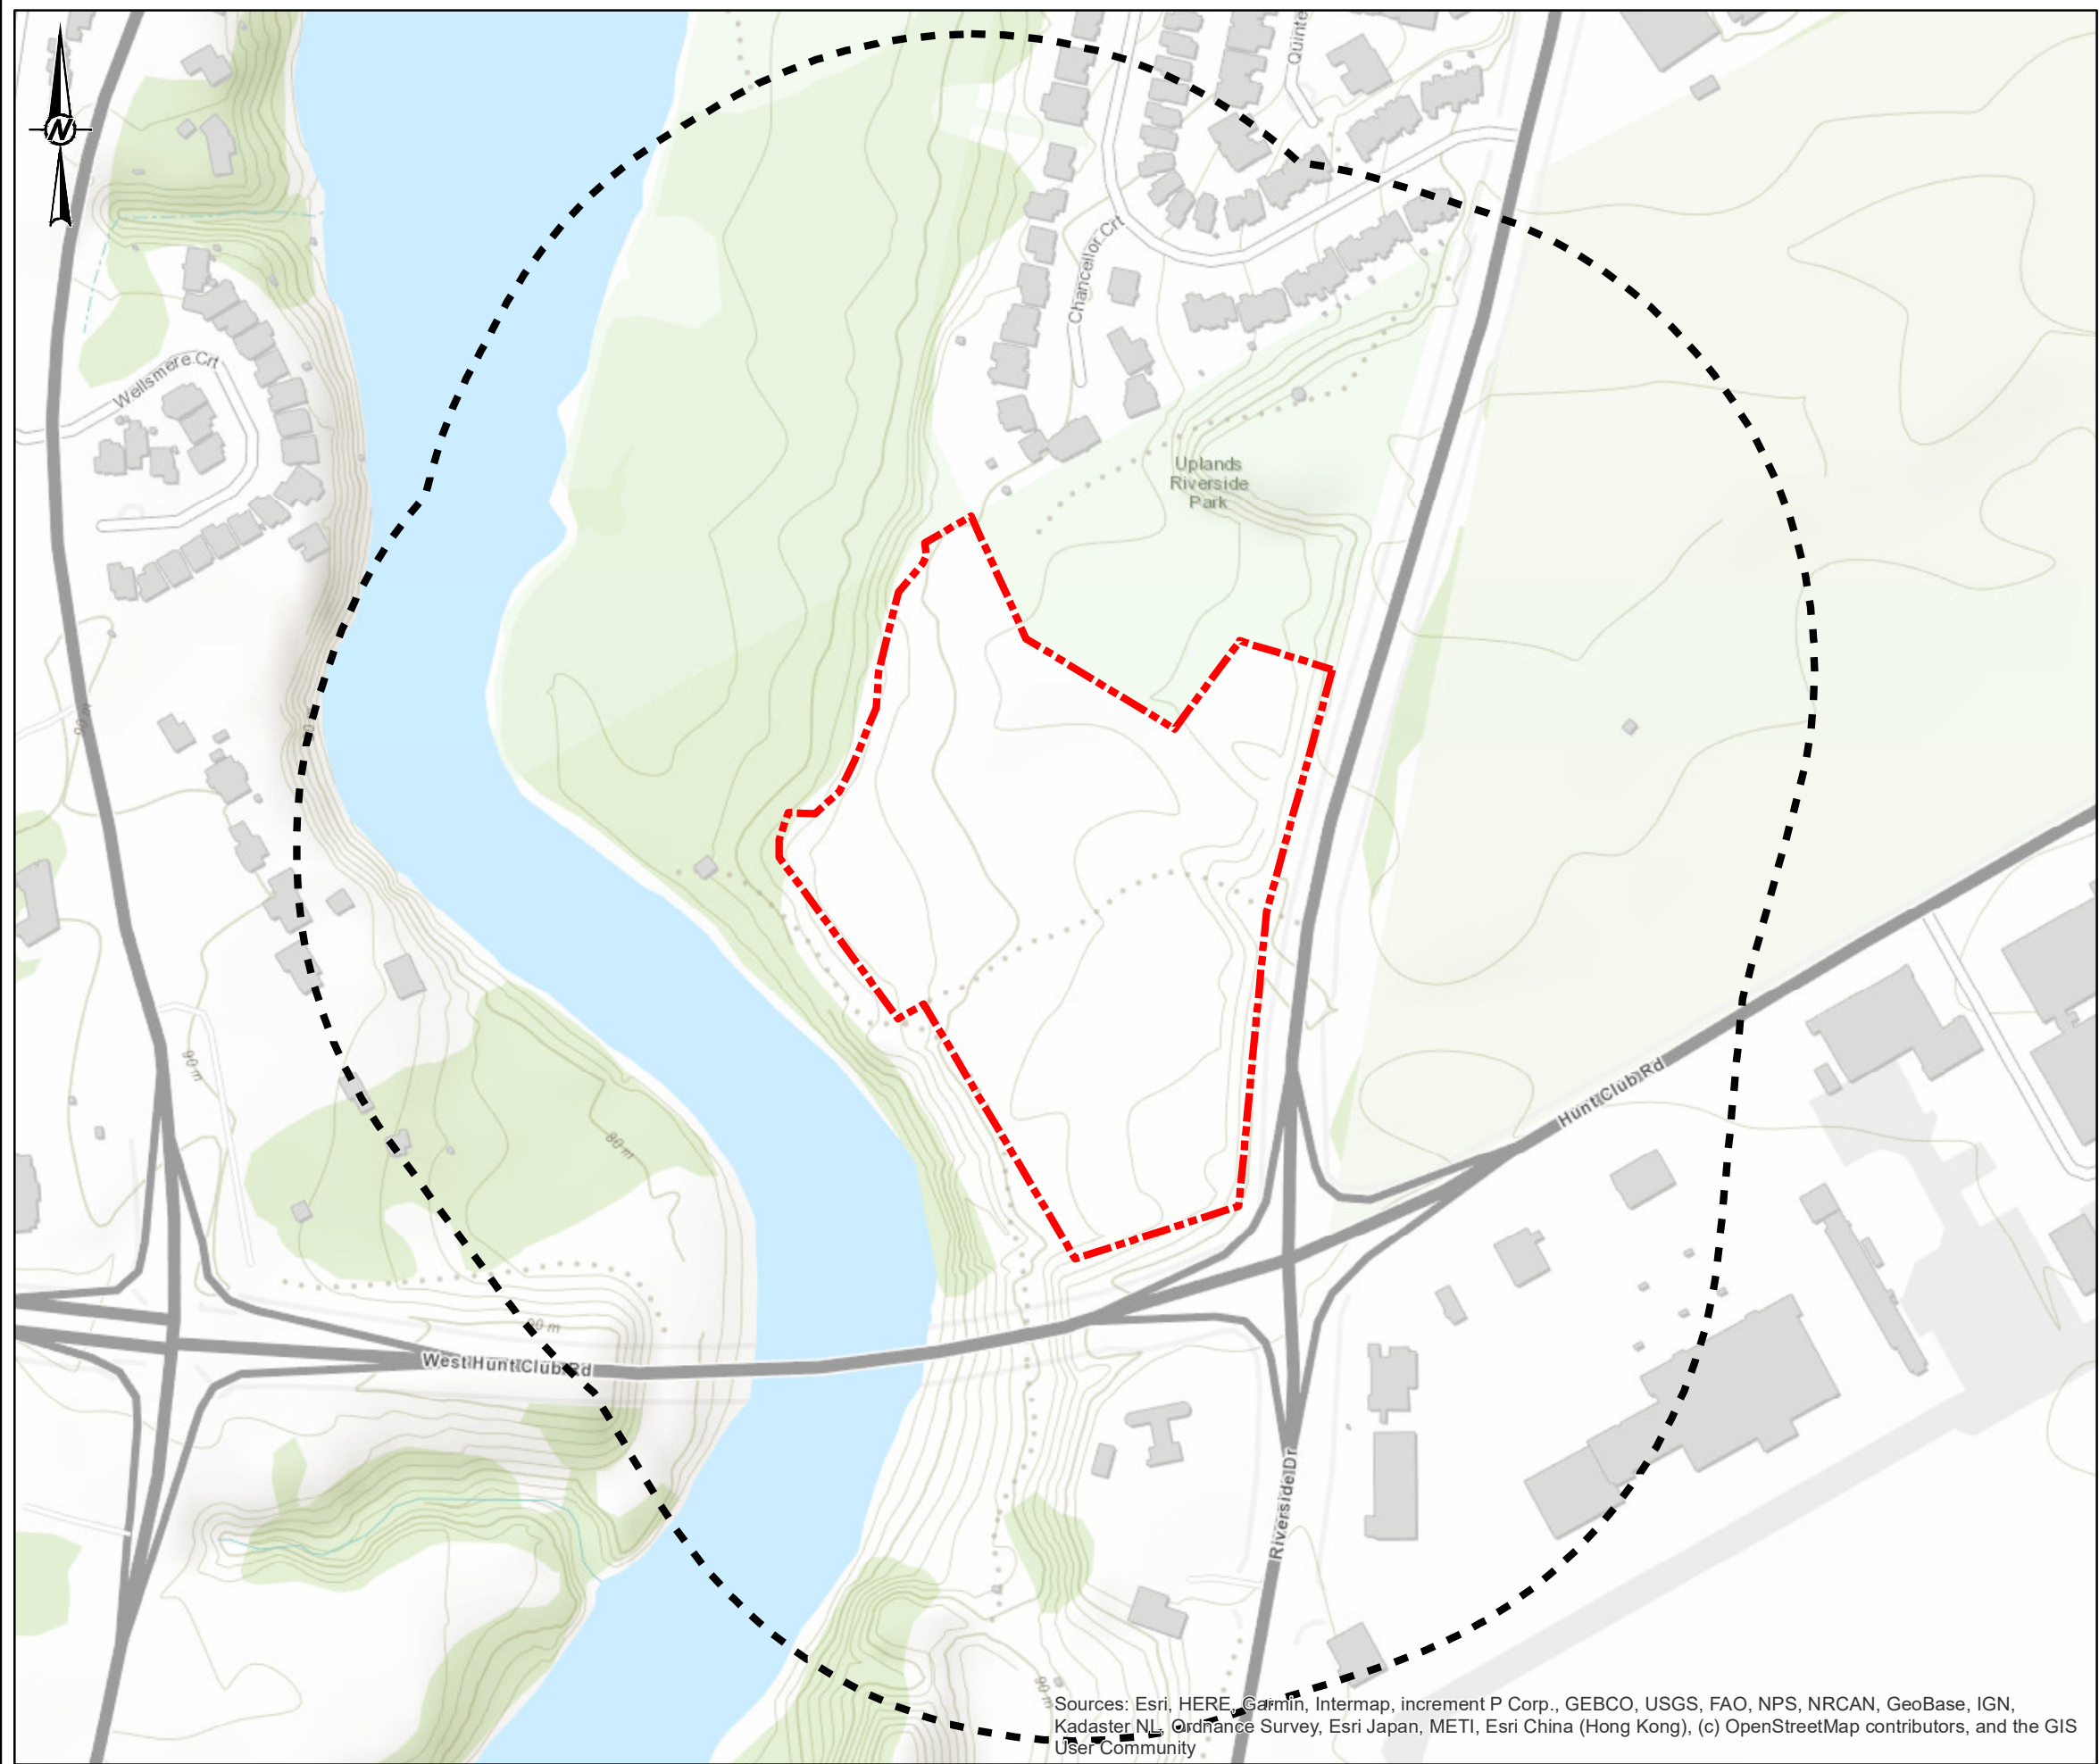 N
Quinte
Chancellor Crt
Wellsmere Crt
Uplands
Riverside
Park
90 m
90 m
80 m
Hunt Club Rd
90 m
West Hunt Club Rd
Riverside Dr
90 m
Sources: Esri, HERE, Garmin, Intermap, increment P Corp., GEBCO, USGS, FAO, NPS, NRCAN, GeoBase, IGN,
Kadaster NL, Ordnance Survey, Esri Japan, METI, Esri China (Hong Kong), (c) OpenStreetMap contributors, and the GIS
User Community